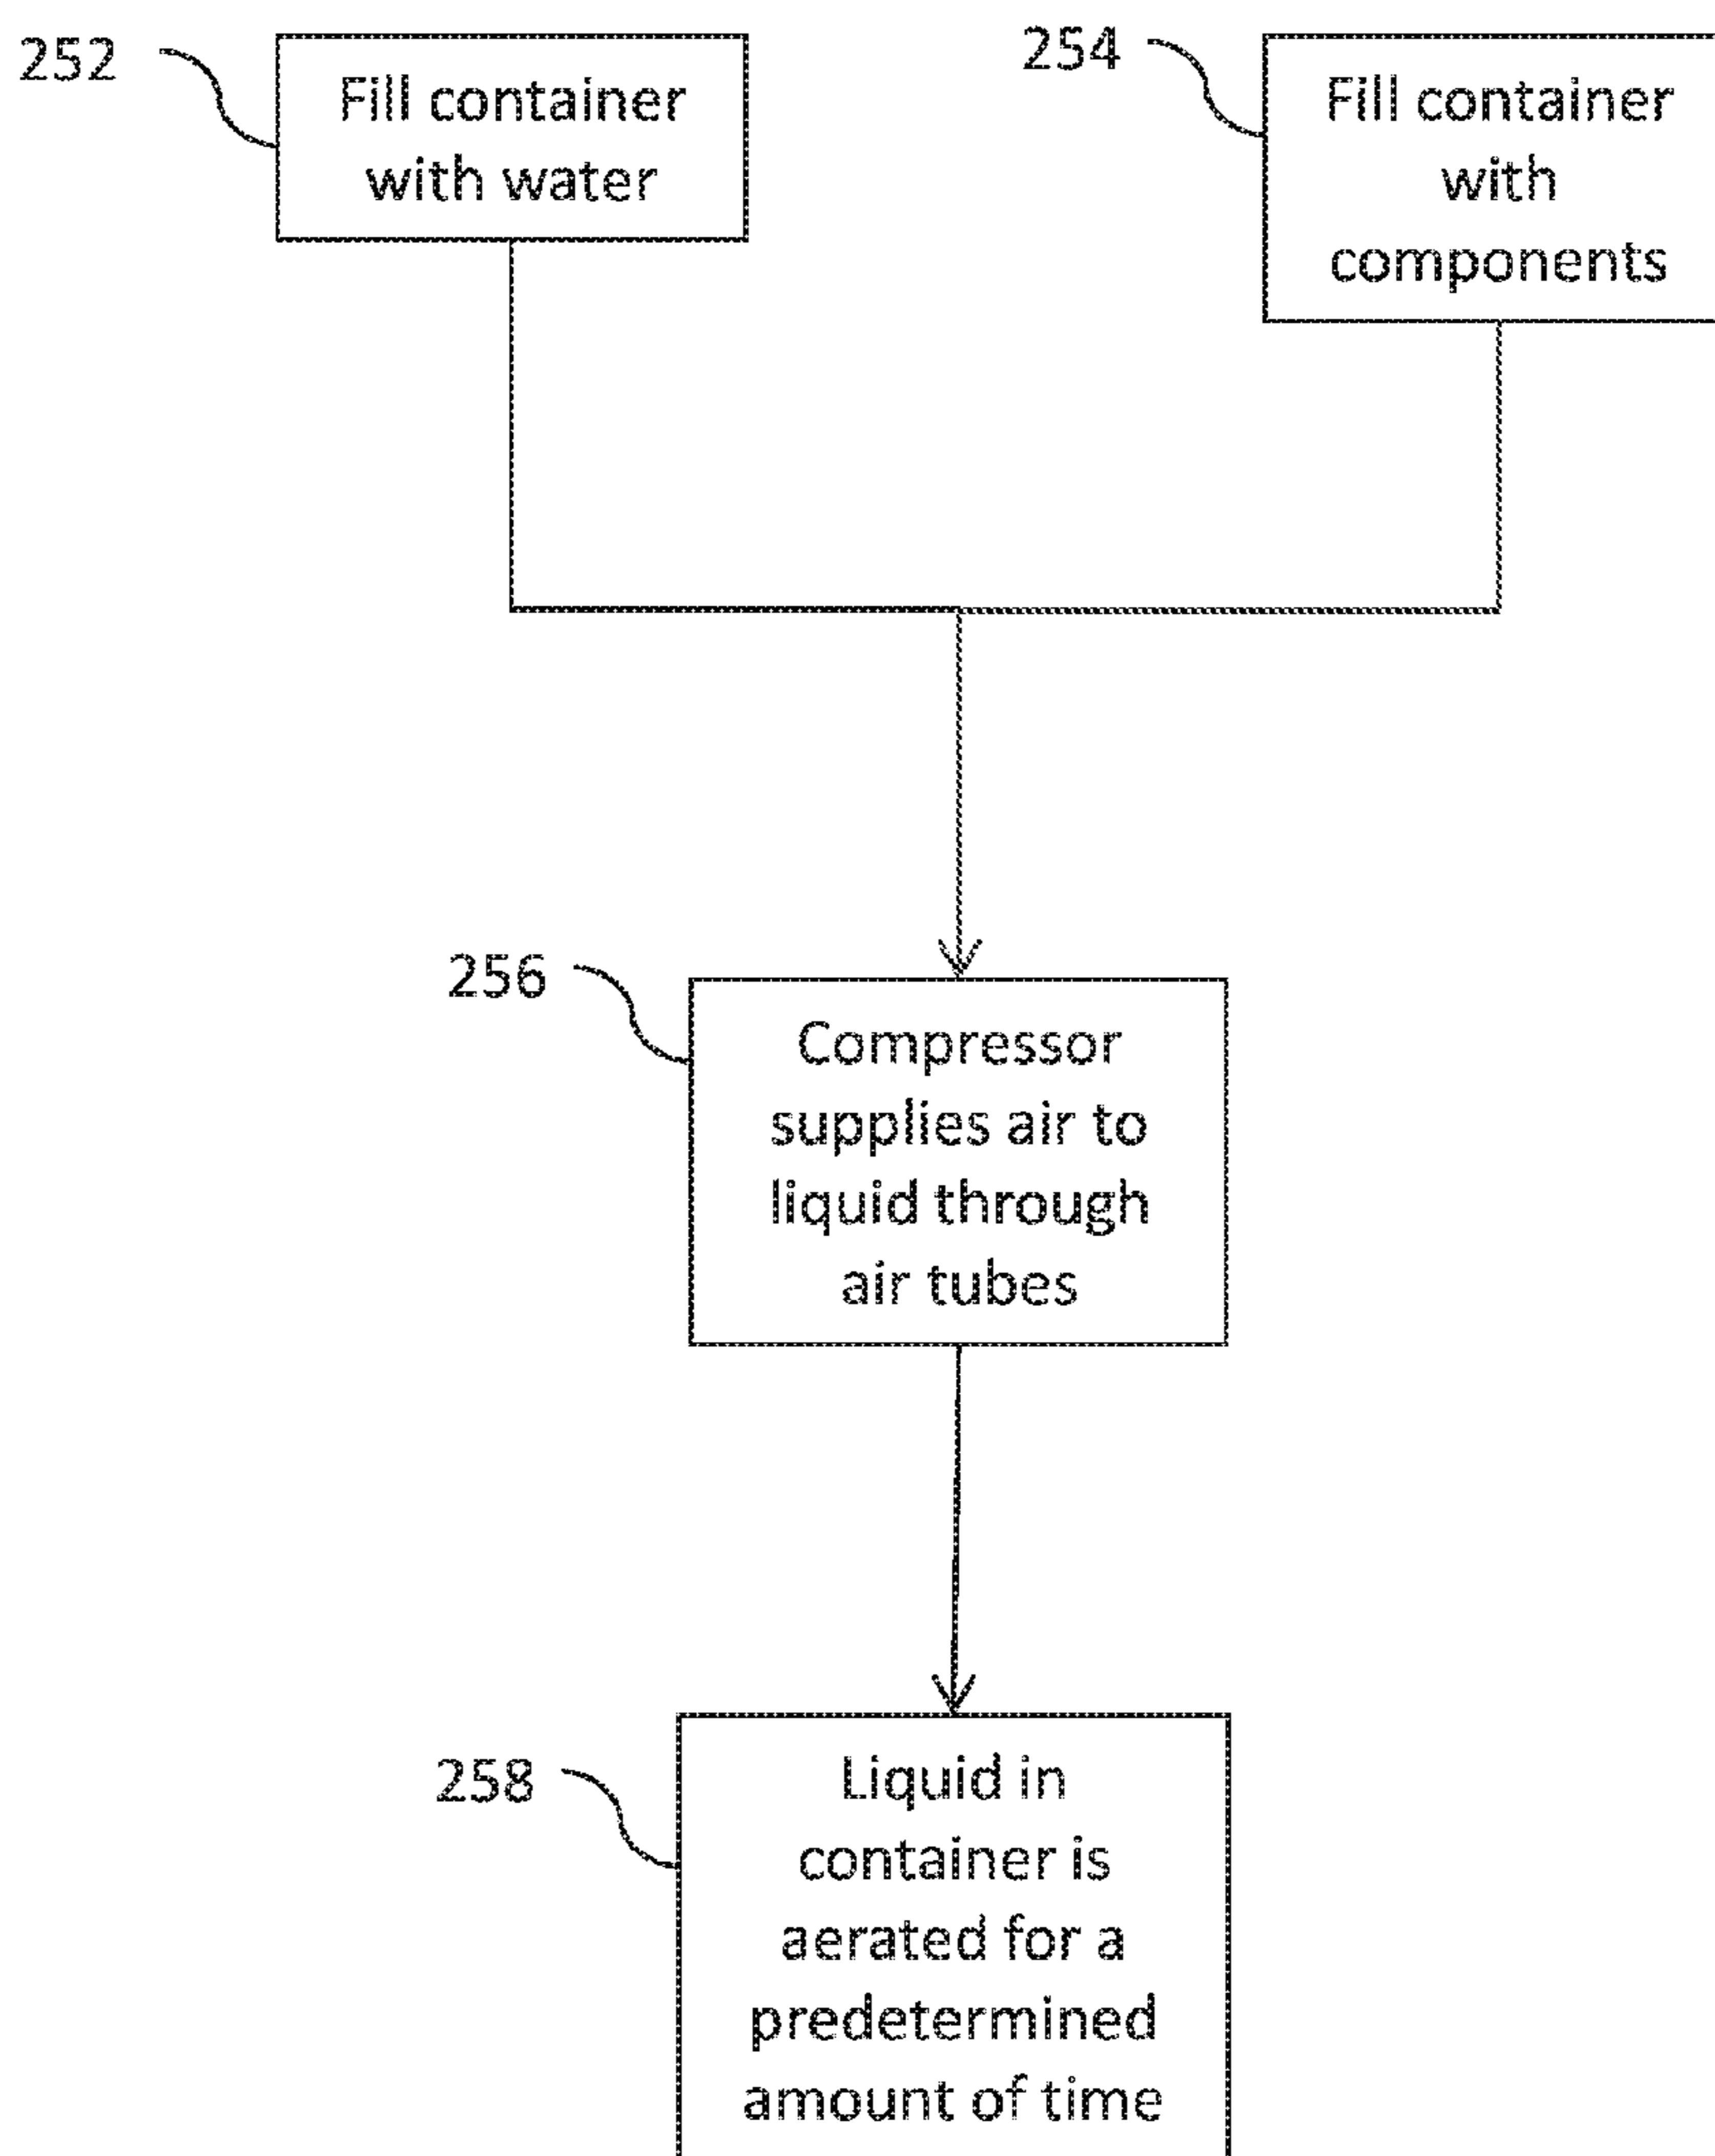 252
Fill container
with water
254
Fill container
with
components
256
Compressor
supplies air to
liquid through
air tubes
258
Liquid in
container is
aerated for a
predetermined
amount of time